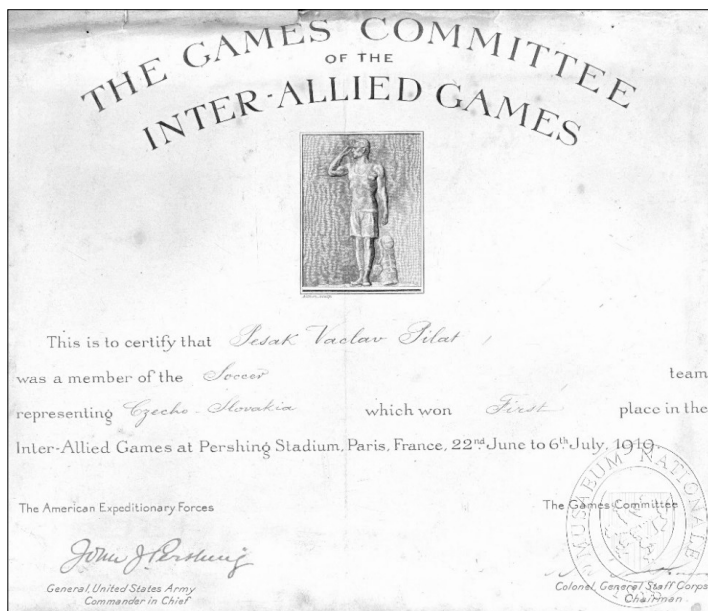 THE GAMES COMMITTEE
OF THE
INTER-ALLIED GAMES
This is to certify that Pesak Vaclav Pilat
was a member of the Soccer team
representing Czecho-Slovakia which won First place in the
Inter-Allied Games at Pershing Stadium, Paris, France, 22nd June to 6th July, 1919.
The American Expeditionary Forces The Games Committee
John J Pershing
General, United States Army Colonel, General Staff Corps
Commander in Chief Chairman
MUSAEUM NATIONALE